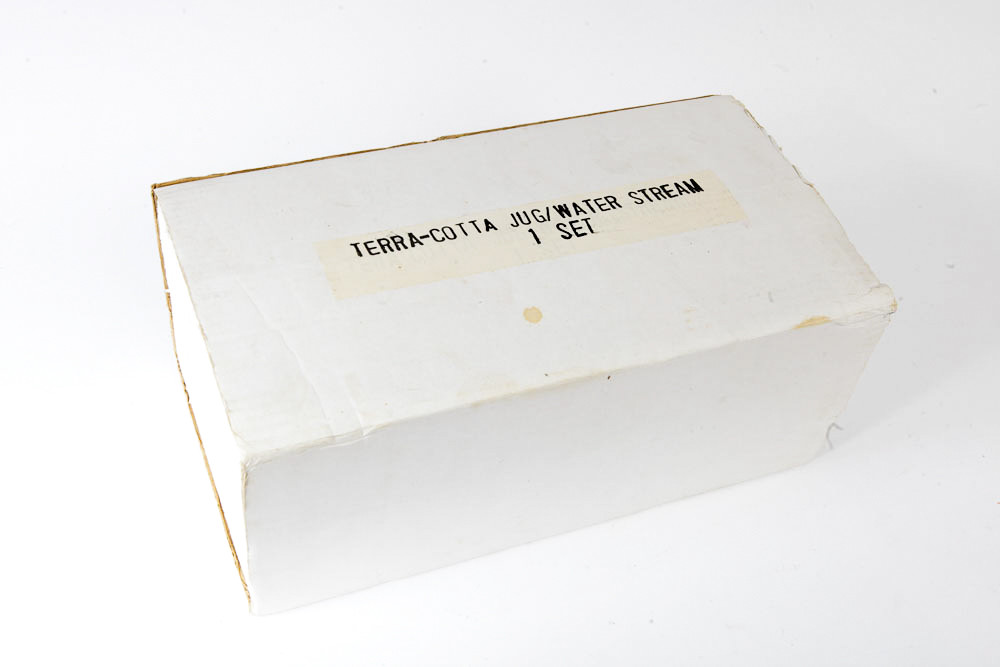 TERRA-COTTA JUG/WATER STREAM
1 SET